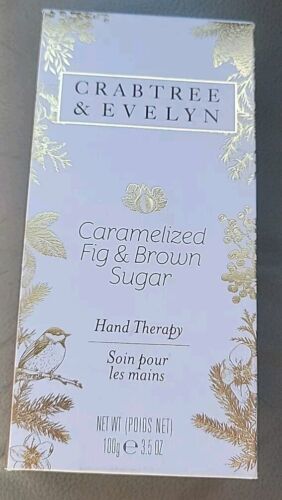 CRABTREE
& EVELYN
Caramelized
Fig & Brown
Sugar
Hand Therapy
Soin pour
les mains
NET WT (POIDS NET)
100g ℮ 3.5 OZ